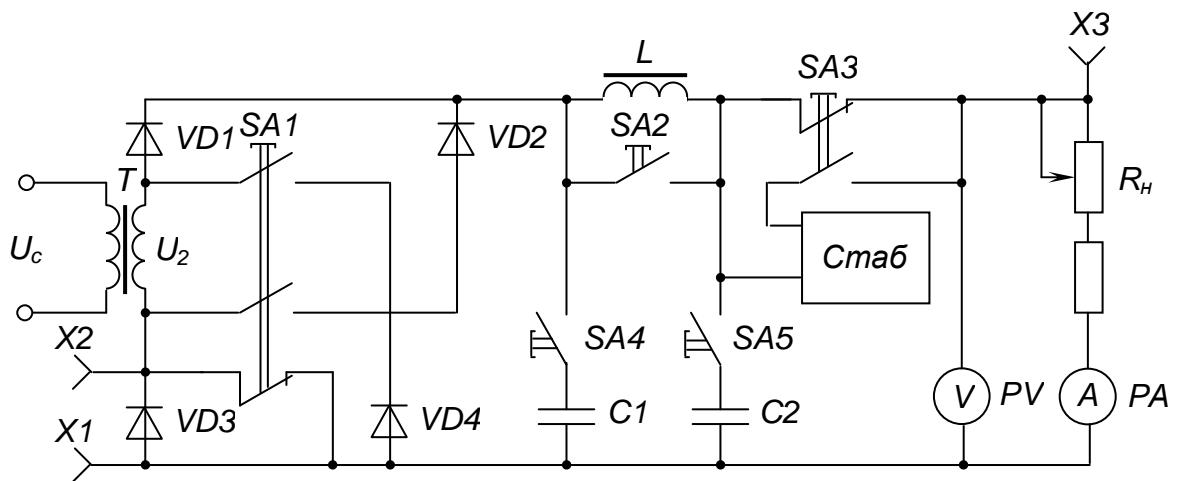 X3
L
SA3
VD1
SA1
VD2
SA2
T
Rн
Uc
U2
Стаб
X2
SA4
SA5
VD3
VD4
C1
C2
V
PV
A
PA
X1